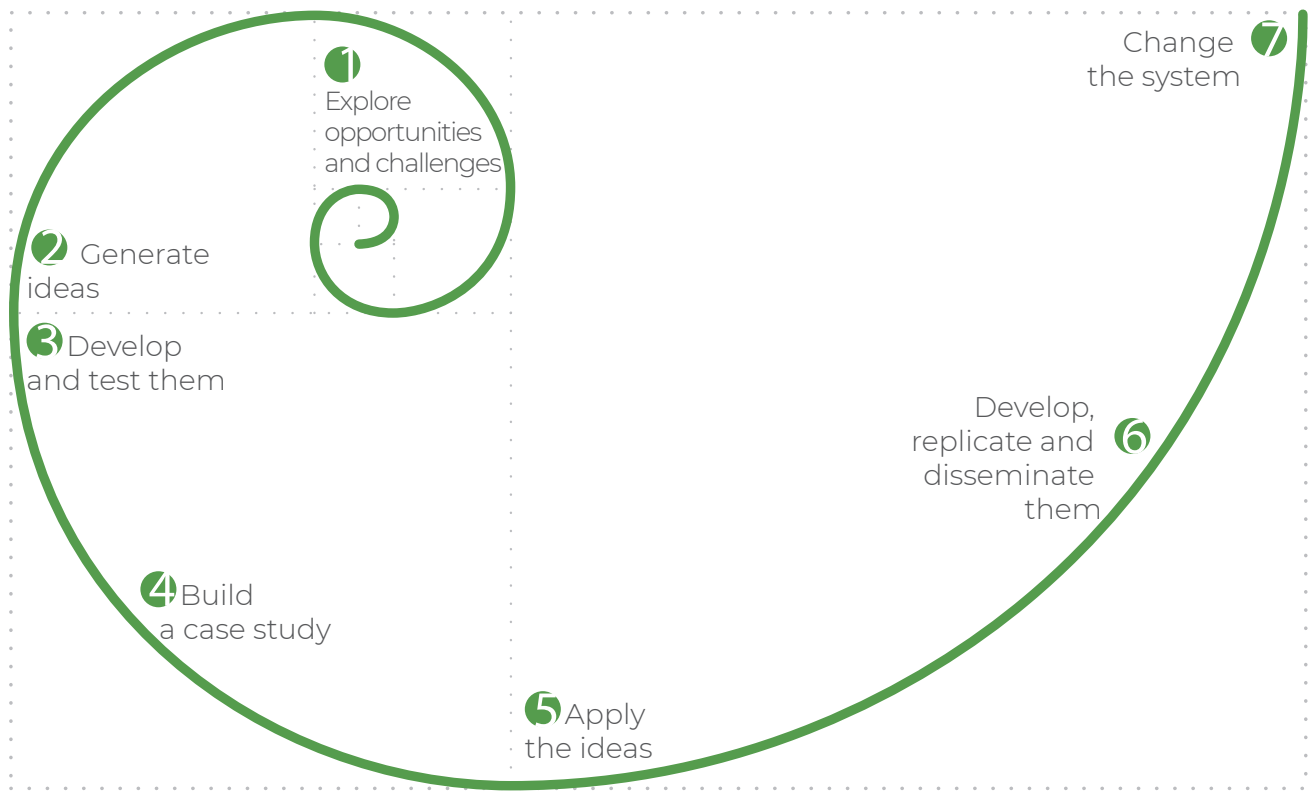 1
Explore
opportunities
and challenges
2 Generate
ideas
3 Develop
and test them
4 Build
a case study
5 Apply
the ideas
Develop,
replicate and 6
disseminate
them
Change 7
the system